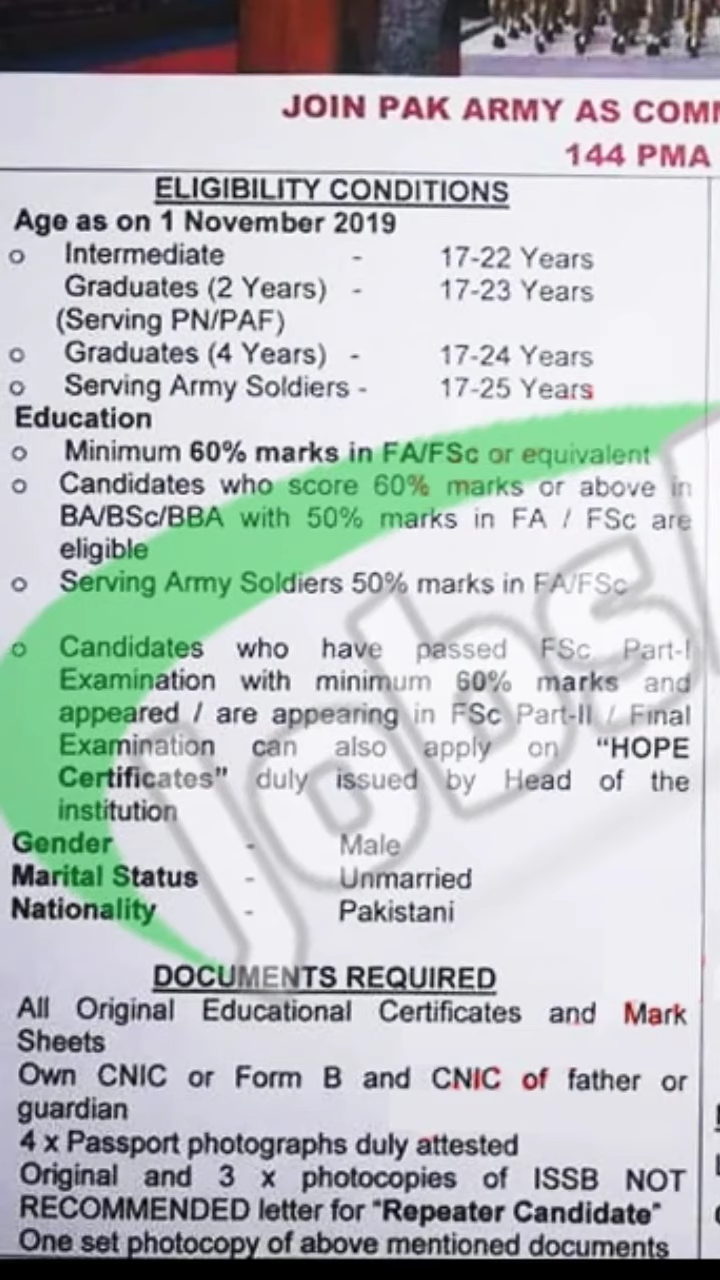 JOIN PAK ARMY AS COM
144 PMA
ELIGIBILITY CONDITIONS
Age as on 1 November 2019
o Intermediate - 17-22 Years
Graduates (2 Years) - 17-23 Years
(Serving PN/PAF)
o Graduates (4 Years) - 17-24 Years
o Serving Army Soldiers - 17-25 Years
Education
o Minimum 60% marks in FA/FSc or equivalent
o Candidates who score 60% marks or above in
BA/BSc/BBA with 50% marks in FA / FSc are
eligible
o Serving Army Soldiers 50% marks in FA/FSc
o Candidates who have passed FSc Part-I
Examination with minimum 60% marks and
appeared / are appearing in FSc Part-II / Final
Examination can also apply on “HOPE
Certificates” duly issued by Head of the
institution
Gender - Male
Marital Status - Unmarried
Nationality - Pakistani
Jobs
DOCUMENTS REQUIRED
All Original Educational Certificates and Mark
Sheets
Own CNIC or Form B and CNIC of father or
guardian
4 x Passport photographs duly attested
Original and 3 x photocopies of ISSB NOT
RECOMMENDED letter for “Repeater Candidate”
One set photocopy of above mentioned documents